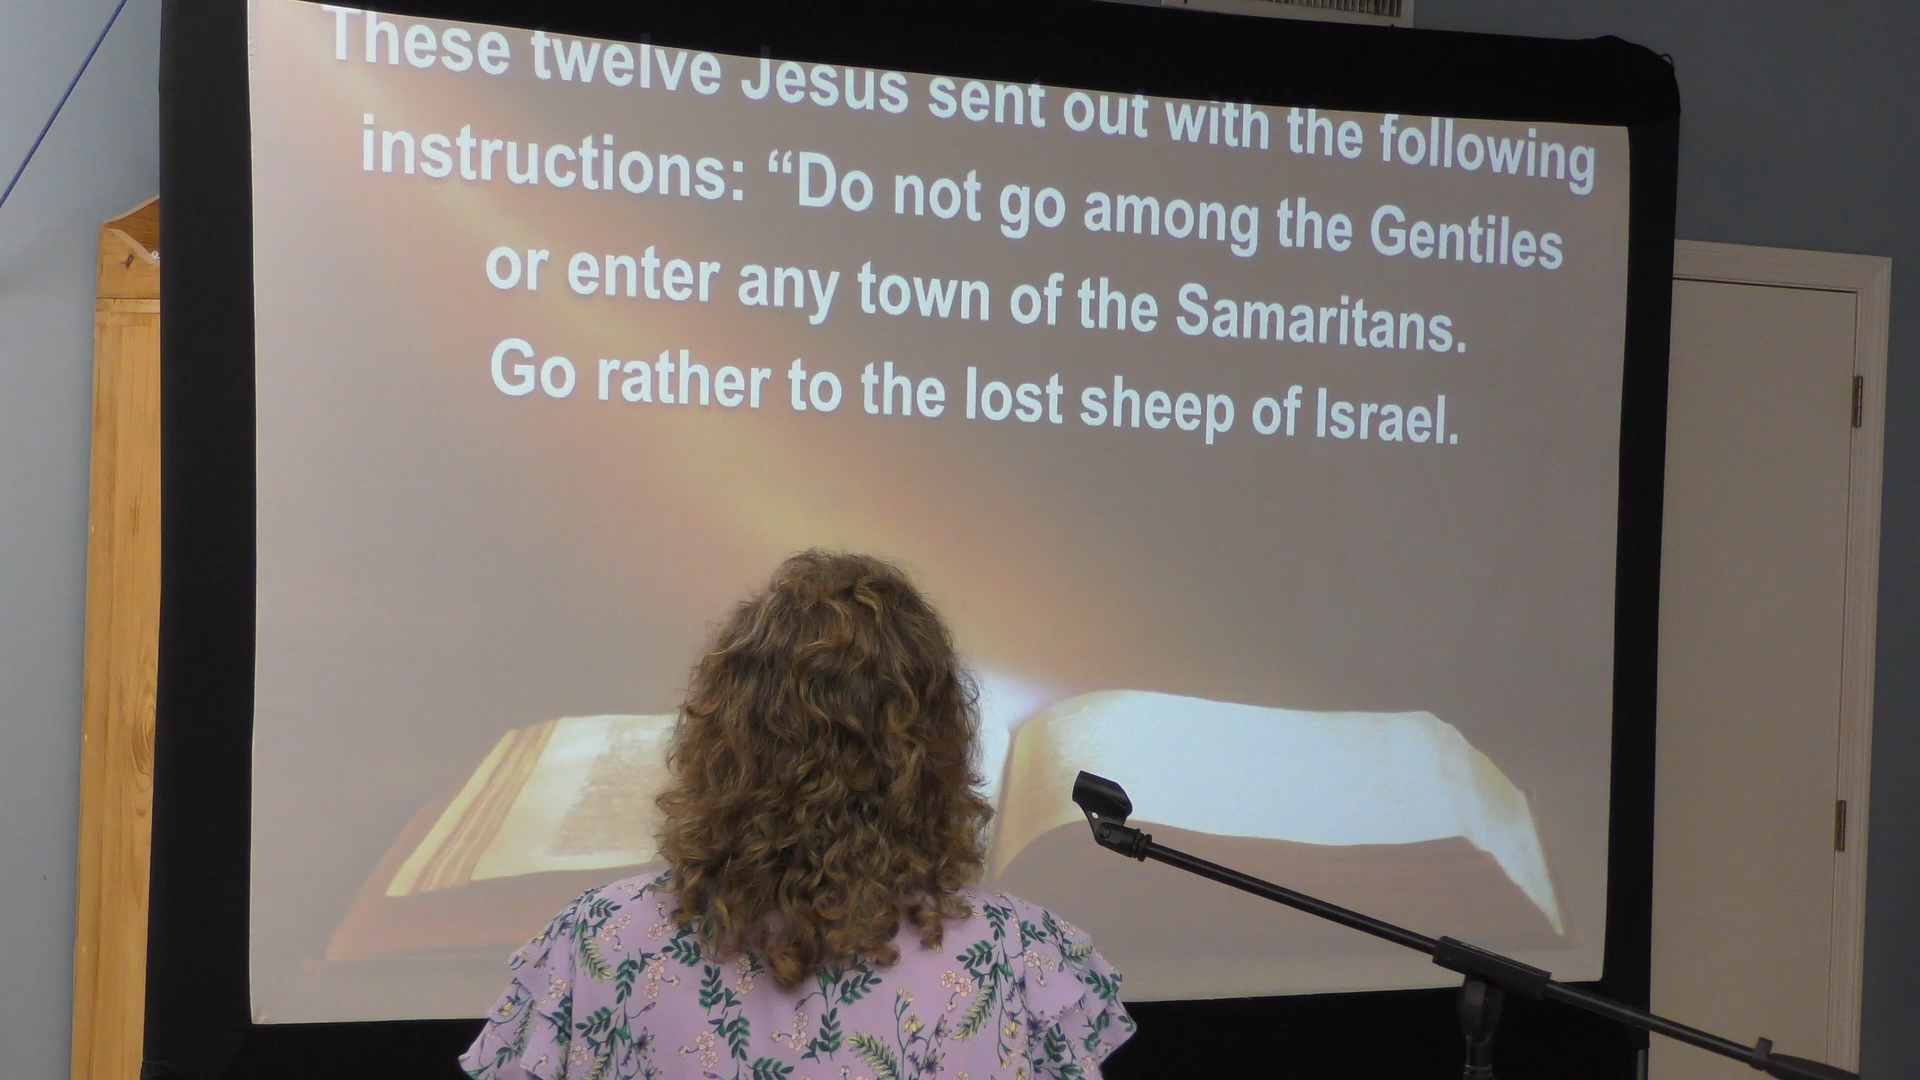 These twelve Jesus sent out with the following
instructions: “Do not go among the Gentiles
or enter any town of the Samaritans.
Go rather to the lost sheep of Israel.